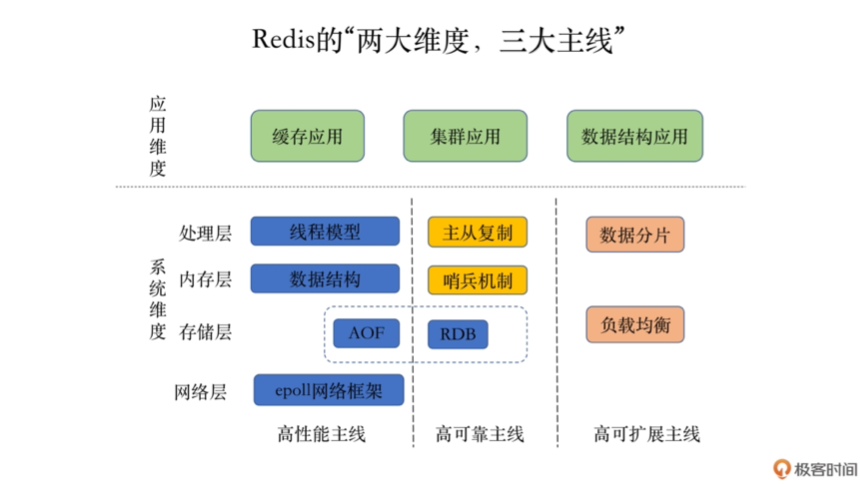 Redis的“两大维度，三大主线”
应用维度
缓存应用
集群应用
数据结构应用
系统维度
处理层
线程模型
主从复制
数据分片
内存层
数据结构
哨兵机制
存储层
AOF
RDB
负载均衡
网络层
epoll网络框架
高性能主线
高可靠主线
高可扩展主线
极客时间